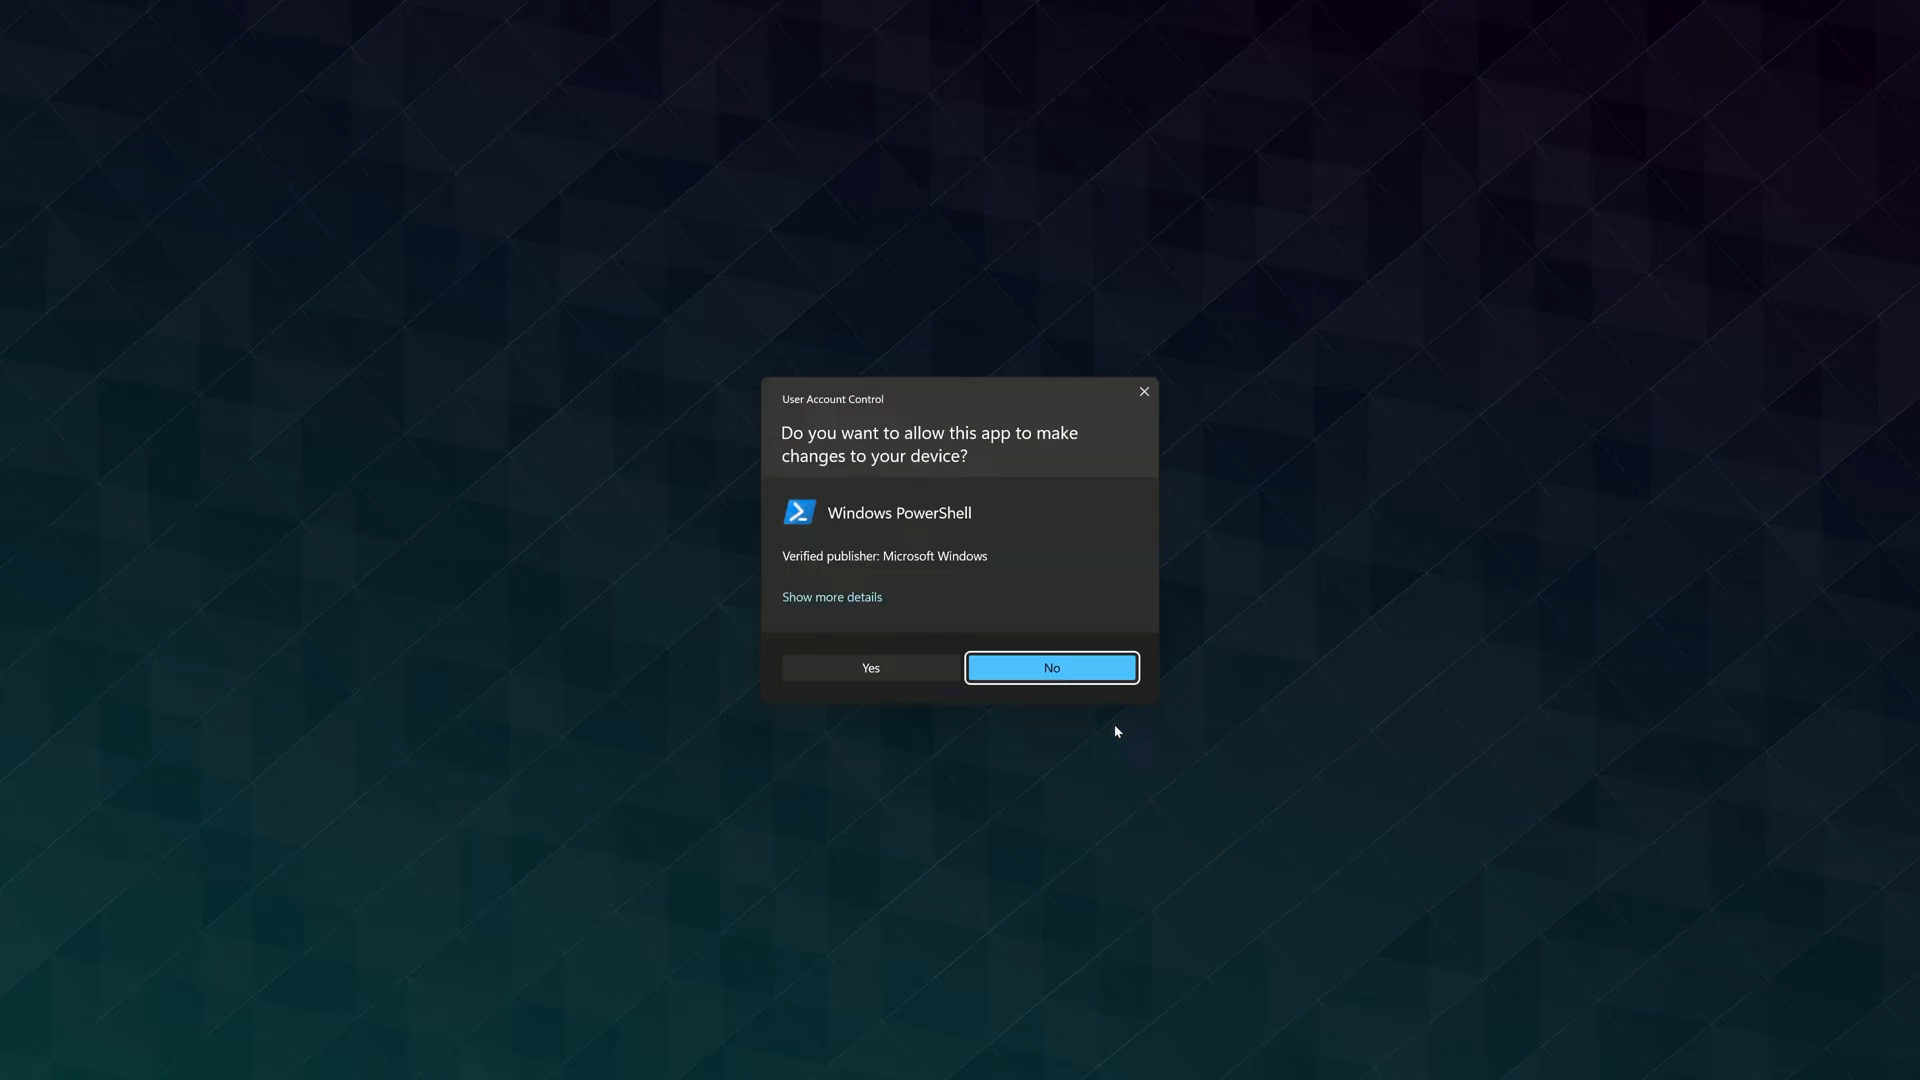 User Account Control
Do you want to allow this app to make
changes to your device?
Windows PowerShell
Verified publisher: Microsoft Windows
Show more details
Yes
No